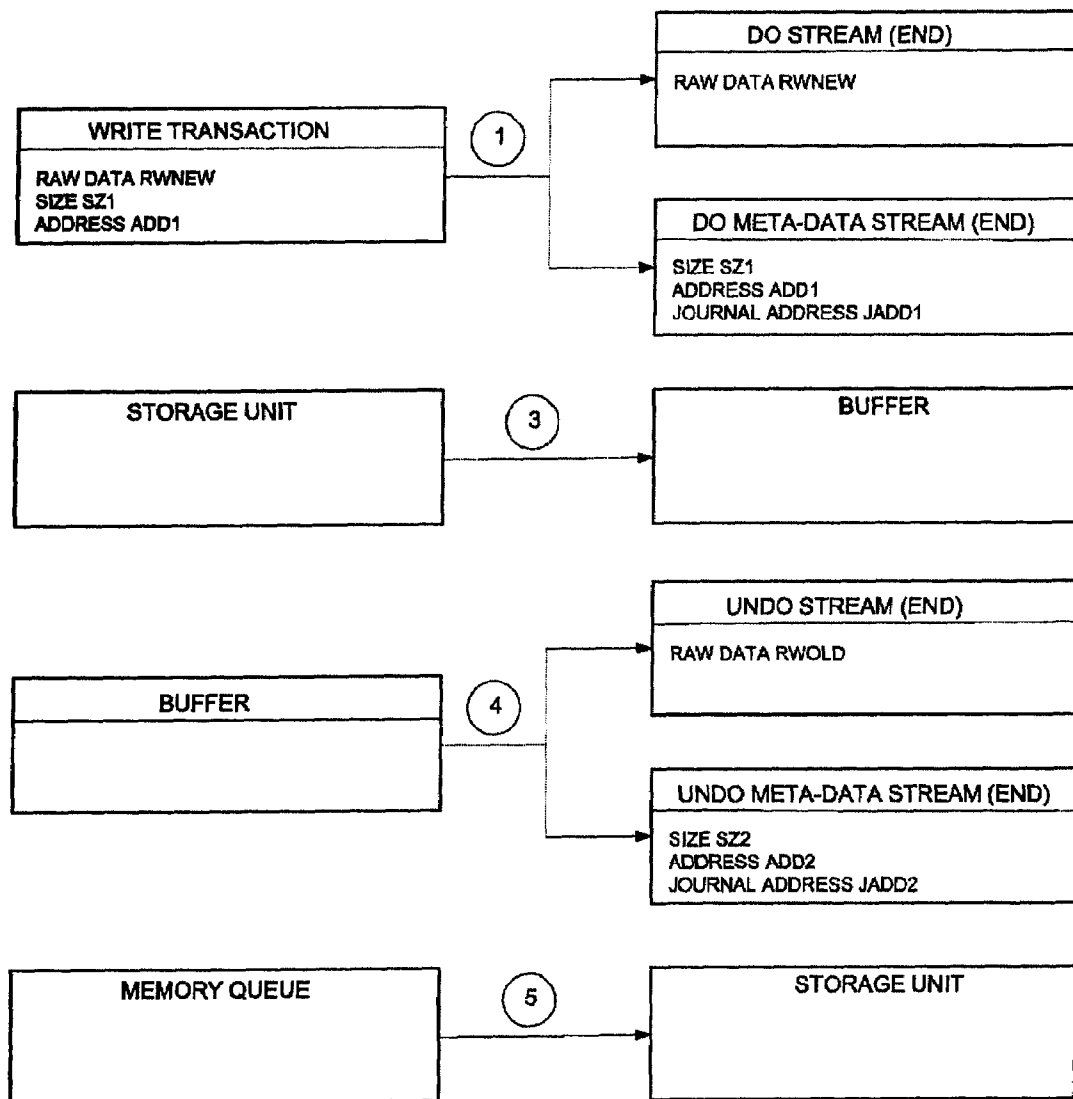 DO STREAM (END)
RAW DATA RWNEW
WRITE TRANSACTION
RAW DATA RWNEW
SIZE SZ1
ADDRESS ADD1
1
DO META-DATA STREAM (END)
SIZE SZ1
ADDRESS ADD1
JOURNAL ADDRESS JADD1
STORAGE UNIT
3
BUFFER
UNDO STREAM (END)
RAW DATA RWOLD
BUFFER
4
UNDO META-DATA STREAM (END)
SIZE SZ2
ADDRESS ADD2
JOURNAL ADDRESS JADD2
MEMORY QUEUE
5
STORAGE UNIT